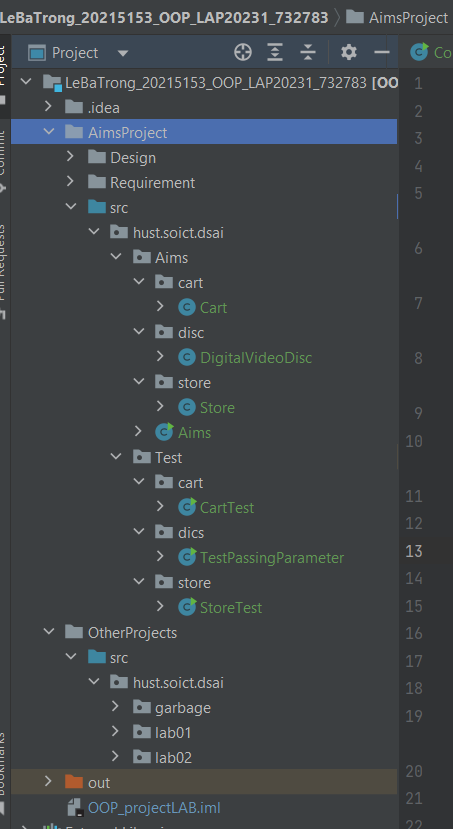 LeBaTrong_20215153_OOP_LAP20231_732783 AimsProject
Project
Project
Co
LeBaTrong_20215153_OOP_LAP20231_732783 [OO
.idea
AimsProject
Design
Requirement
src
hust.soict.dsai
Aims
cart
Cart
disc
DigitalVideoDisc
store
Store
Aims
Test
cart
CartTest
dics
TestPassingParameter
store
StoreTest
OtherProjects
src
hust.soict.dsai
garbage
lab01
lab02
out
OOP_projectLAB.iml
Commit
Pull Requests
1
2
3
4
5
6
7
8
9
10
11
12
13
14
15
16
17
18
19
20
21
22